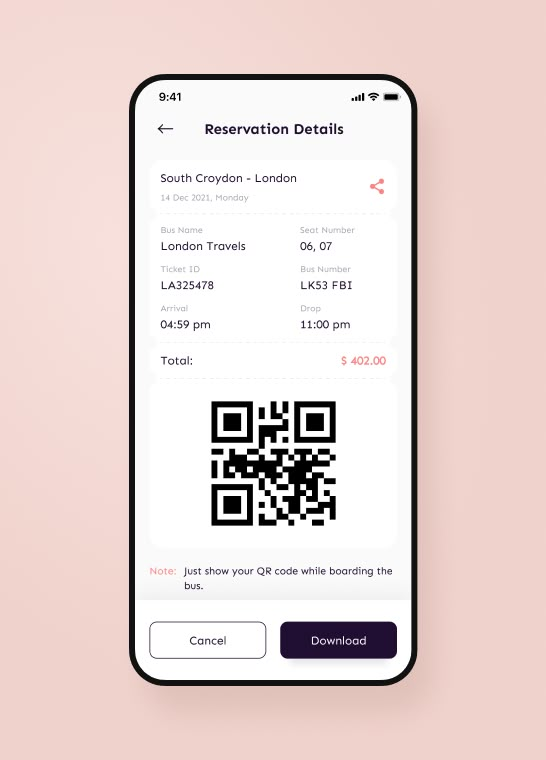 9:41
Reservation Details
South Croydon - London
14 Dec 2021, Monday
Bus Name
Seat Number
London Travels
06, 07
Ticket ID
Bus Number
LA325478
LK53 FBI
Arrival
Drop
04:59 pm
11:00 pm
Total:
$ 402.00
Note: Just show your QR code while boarding the
bus.
Cancel
Download